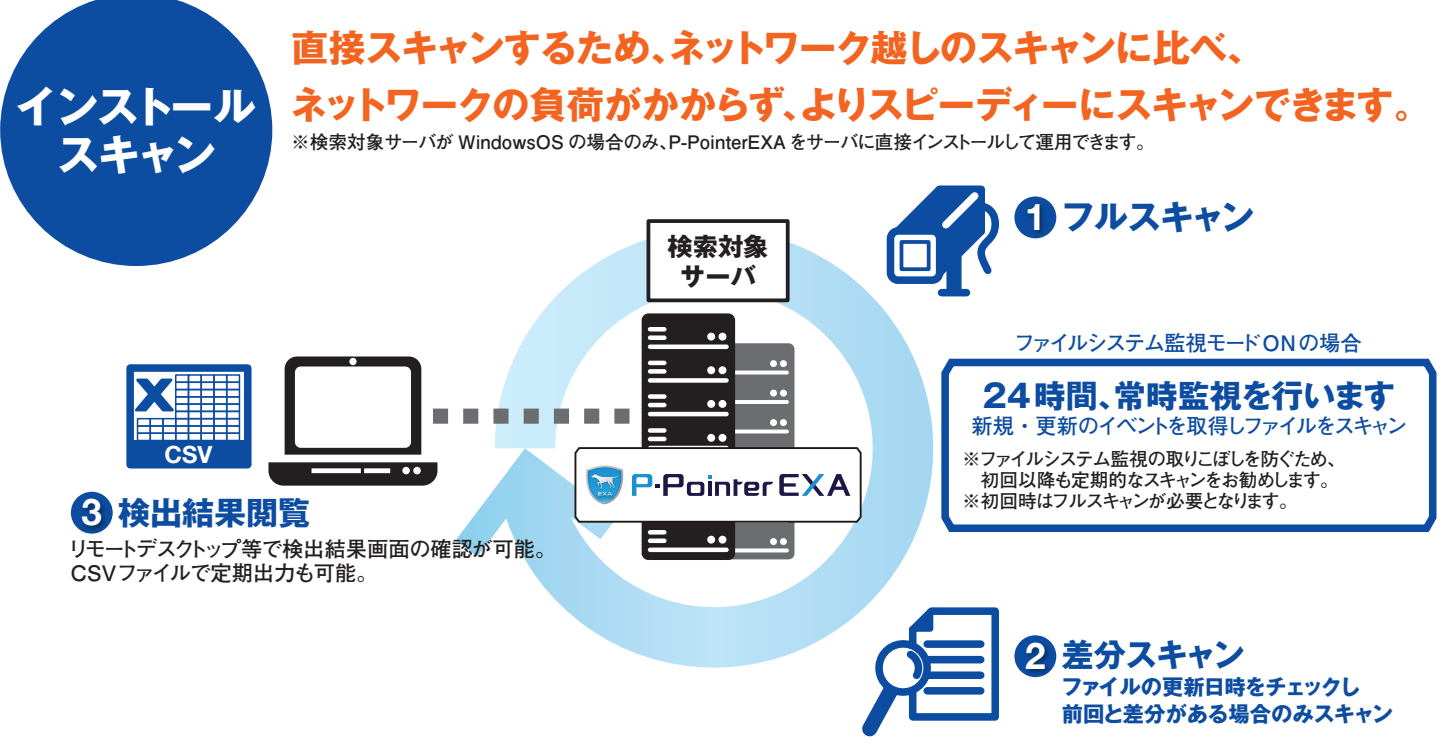 インストール
スキャン
直接スキャンするため、ネットワーク越しのスキャンに比べ、
ネットワークの負荷がかからず、よりスピーディーにスキャンできます。
※検索対象サーバが WindowsOS の場合のみ、P-PointerEXA をサーバに直接インストールして運用できます。
検索対象
サーバ
1 フルスキャン
ファイルシステム監視モードONの場合
24時間、常時監視を行います
新規・更新のイベントを取得しファイルをスキャン
※ファイルシステム監視の取りこぼしを防ぐため、
初回以降も定期的なスキャンをお勧めします。
※初回時はフルスキャンが必要となります。
X
CSV
EXA
P-Pointer EXA
3 検出結果閲覧
リモートデスクトップ等で検出結果画面の確認が可能。
CSVファイルで定期出力も可能。
2 差分スキャン
ファイルの更新日時をチェックし
前回と差分がある場合のみスキャン